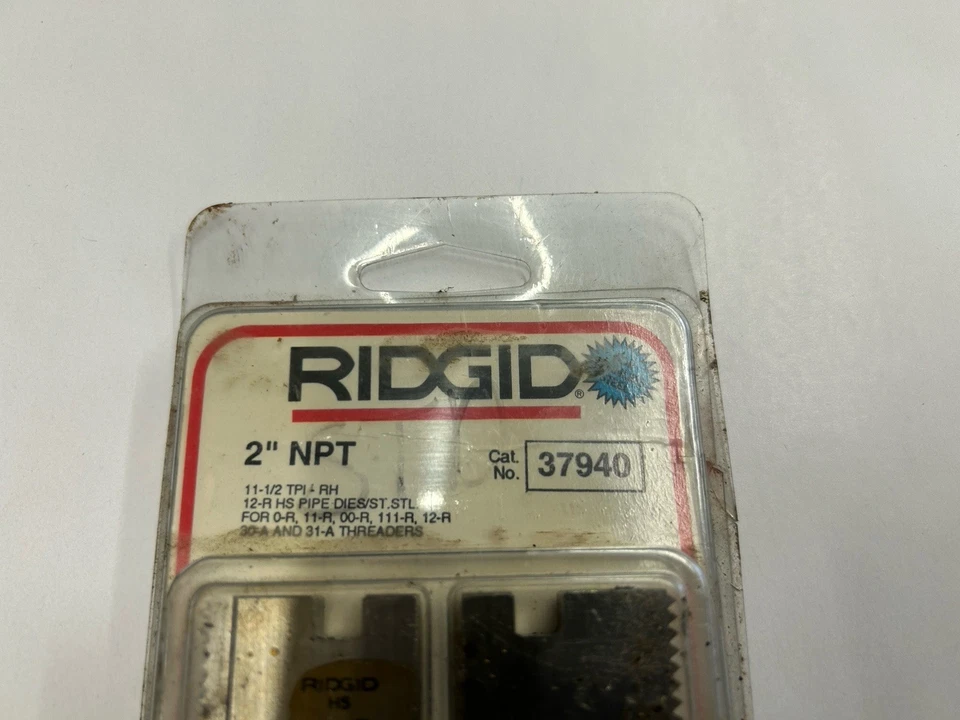 RIDGID®
2" NPT
Cat. No. 37940
11-1/2 TPI - RH
12-R HS PIPE DIES/ST.STL.
FOR 0-R, 11-R, 00-R, 111-R, 12-R
30-A AND 31-A THREADERS
RIDGID
HS